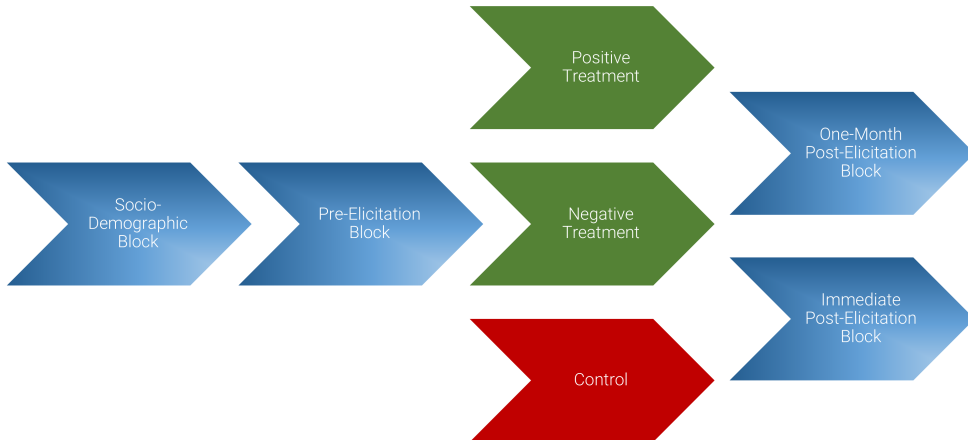 Socio-
Demographic
Block
Pre-Elicitation
Block
Positive
Treatment
Negative
Treatment
Control
One-Month
Post-Elicitation
Block
Immediate
Post-Elicitation
Block